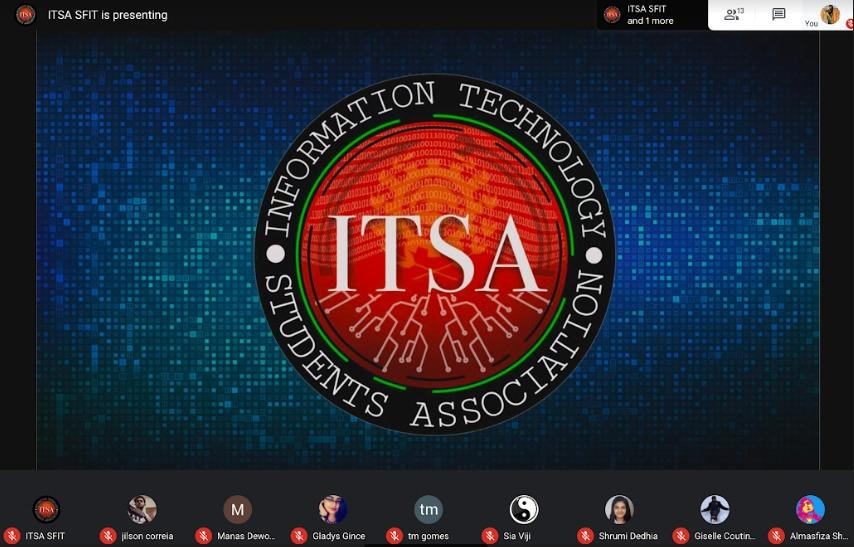 ITSA SFIT is presenting
ITSA SFIT
and 1 more
13
You
INFORMATION TECHNOLOGY
ITSA
STUDENTS ASSOCIATION
M
tm
ITSA SFIT
jilson correia
Manas Dewo...
Gladys Gince
tm gomes
Sia Viji
Shrumi Dedhia
Giselle Coutin...
Almasfiza Sh...